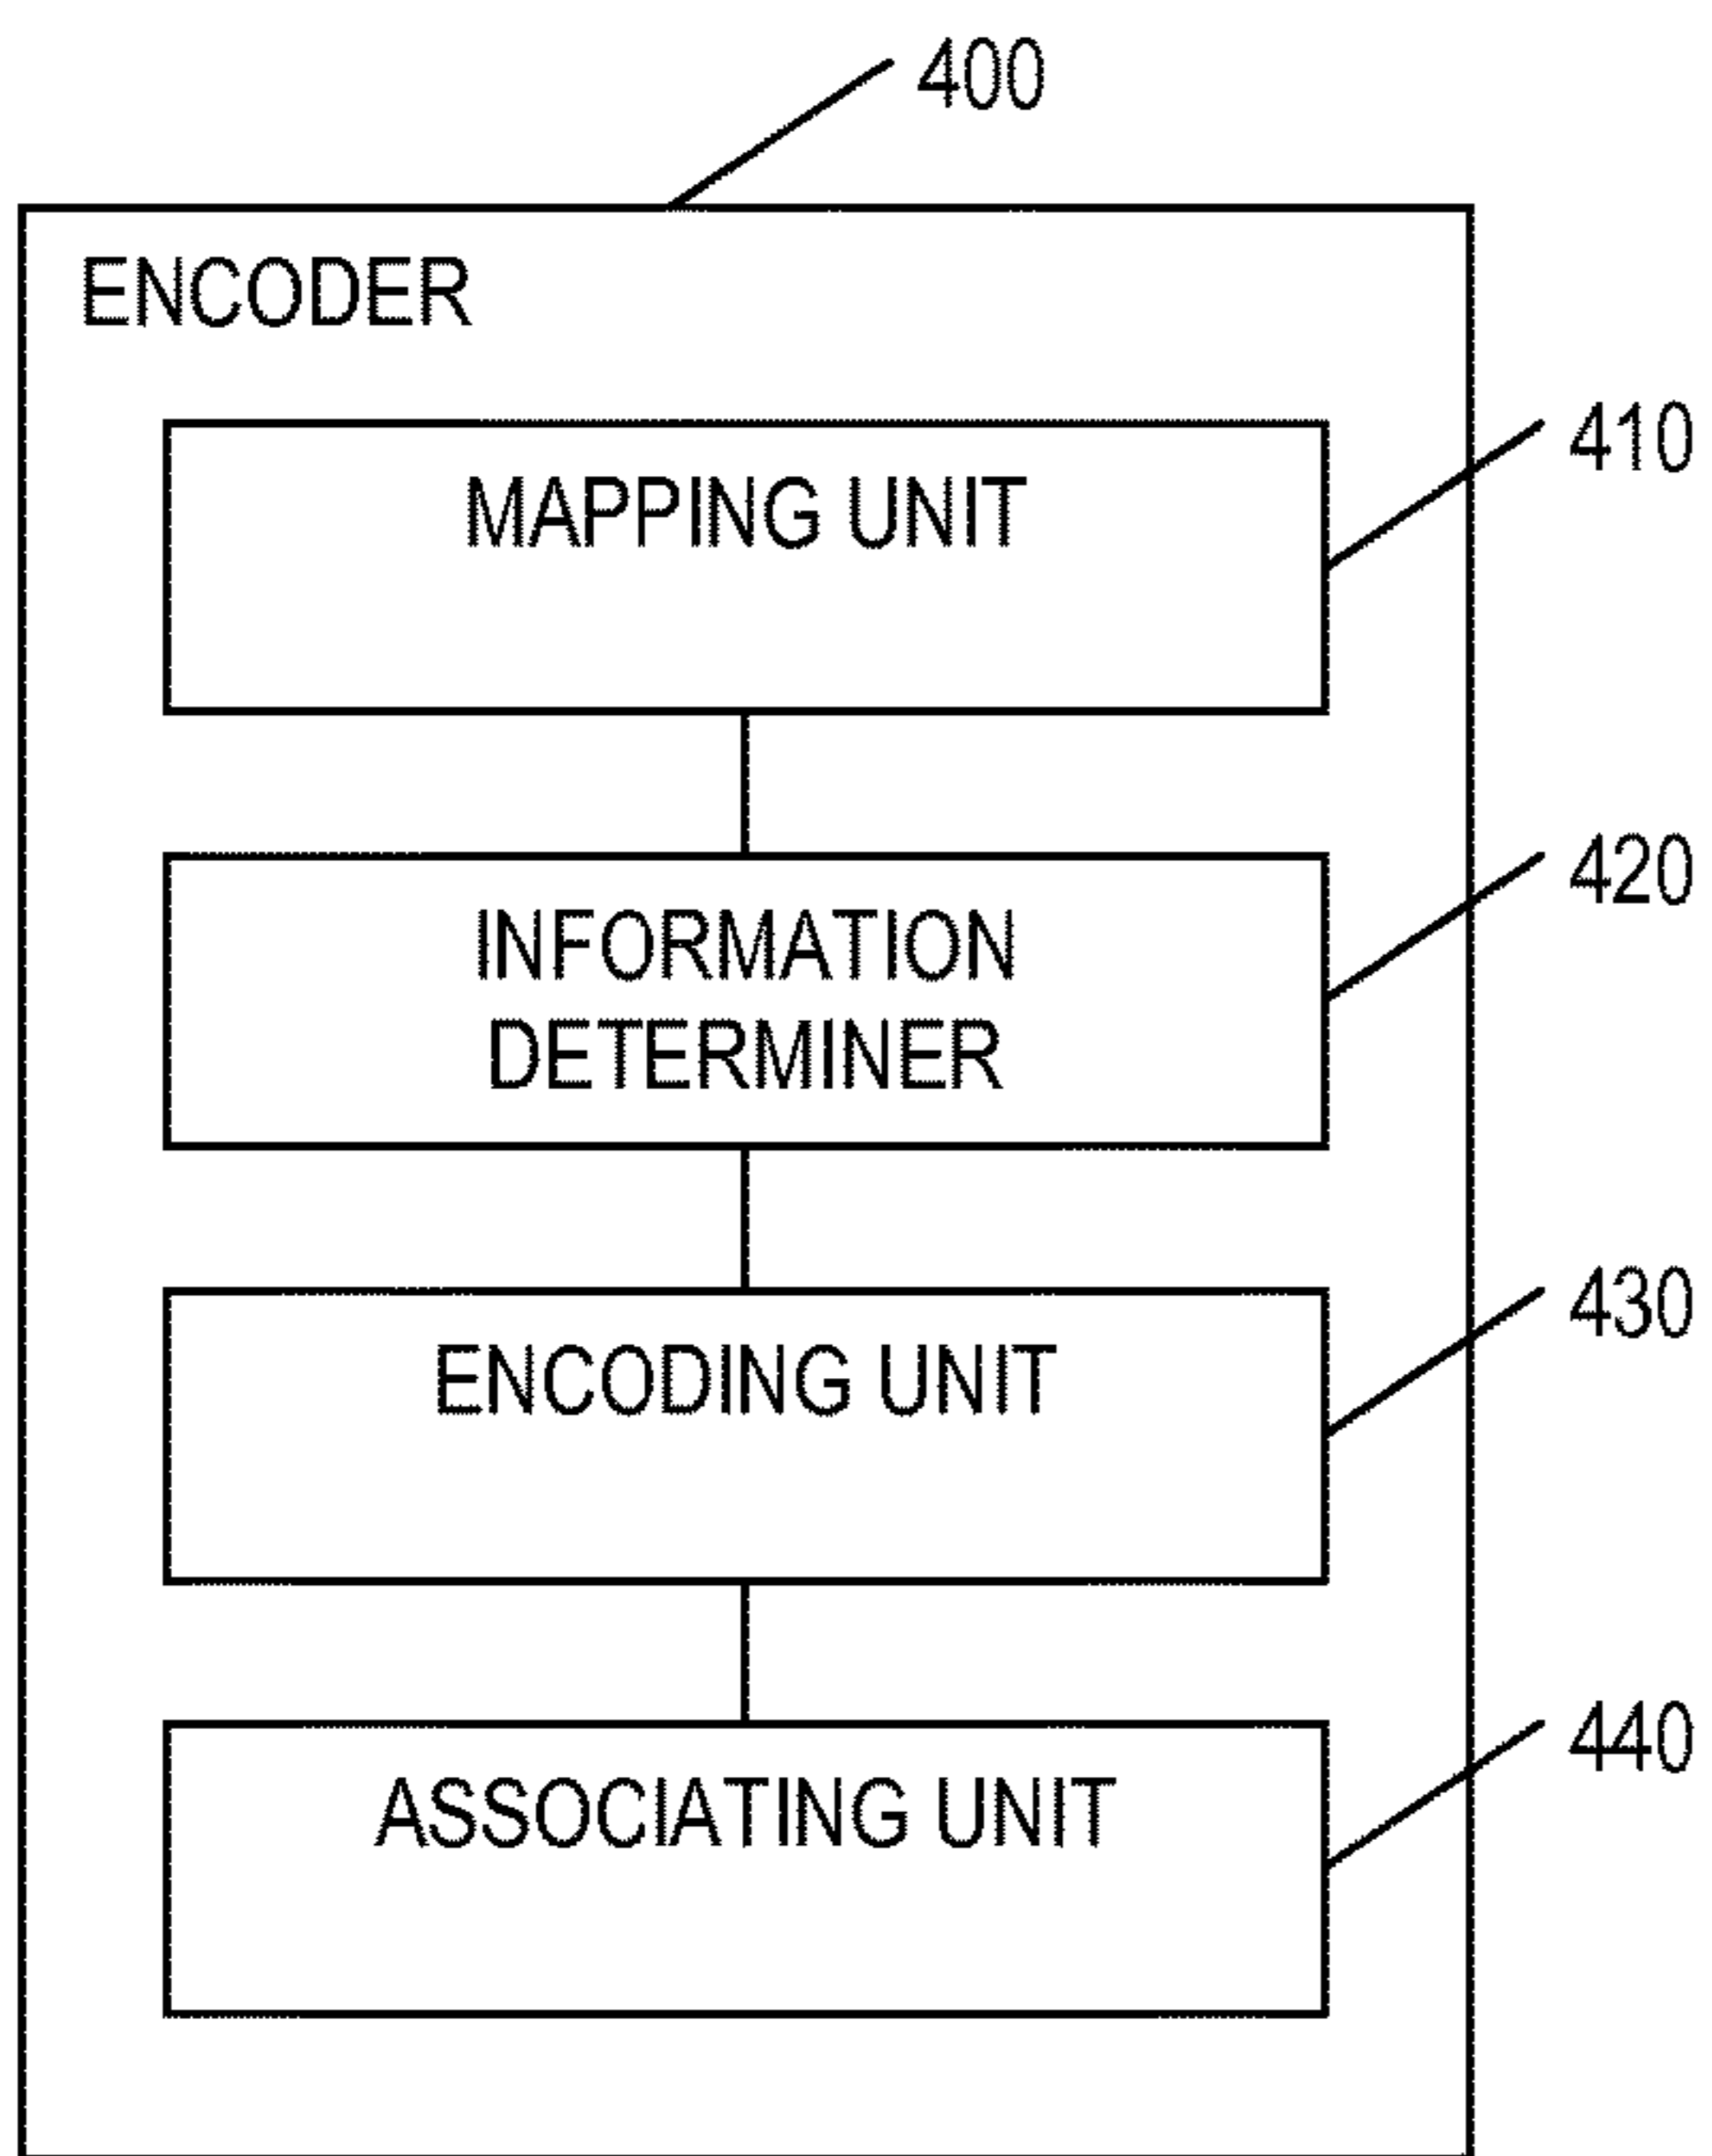 400
ENCODER
MAPPING UNIT
410
INFORMATION
DETERMINER
420
ENCODING UNIT
430
ASSOCIATING UNIT
440